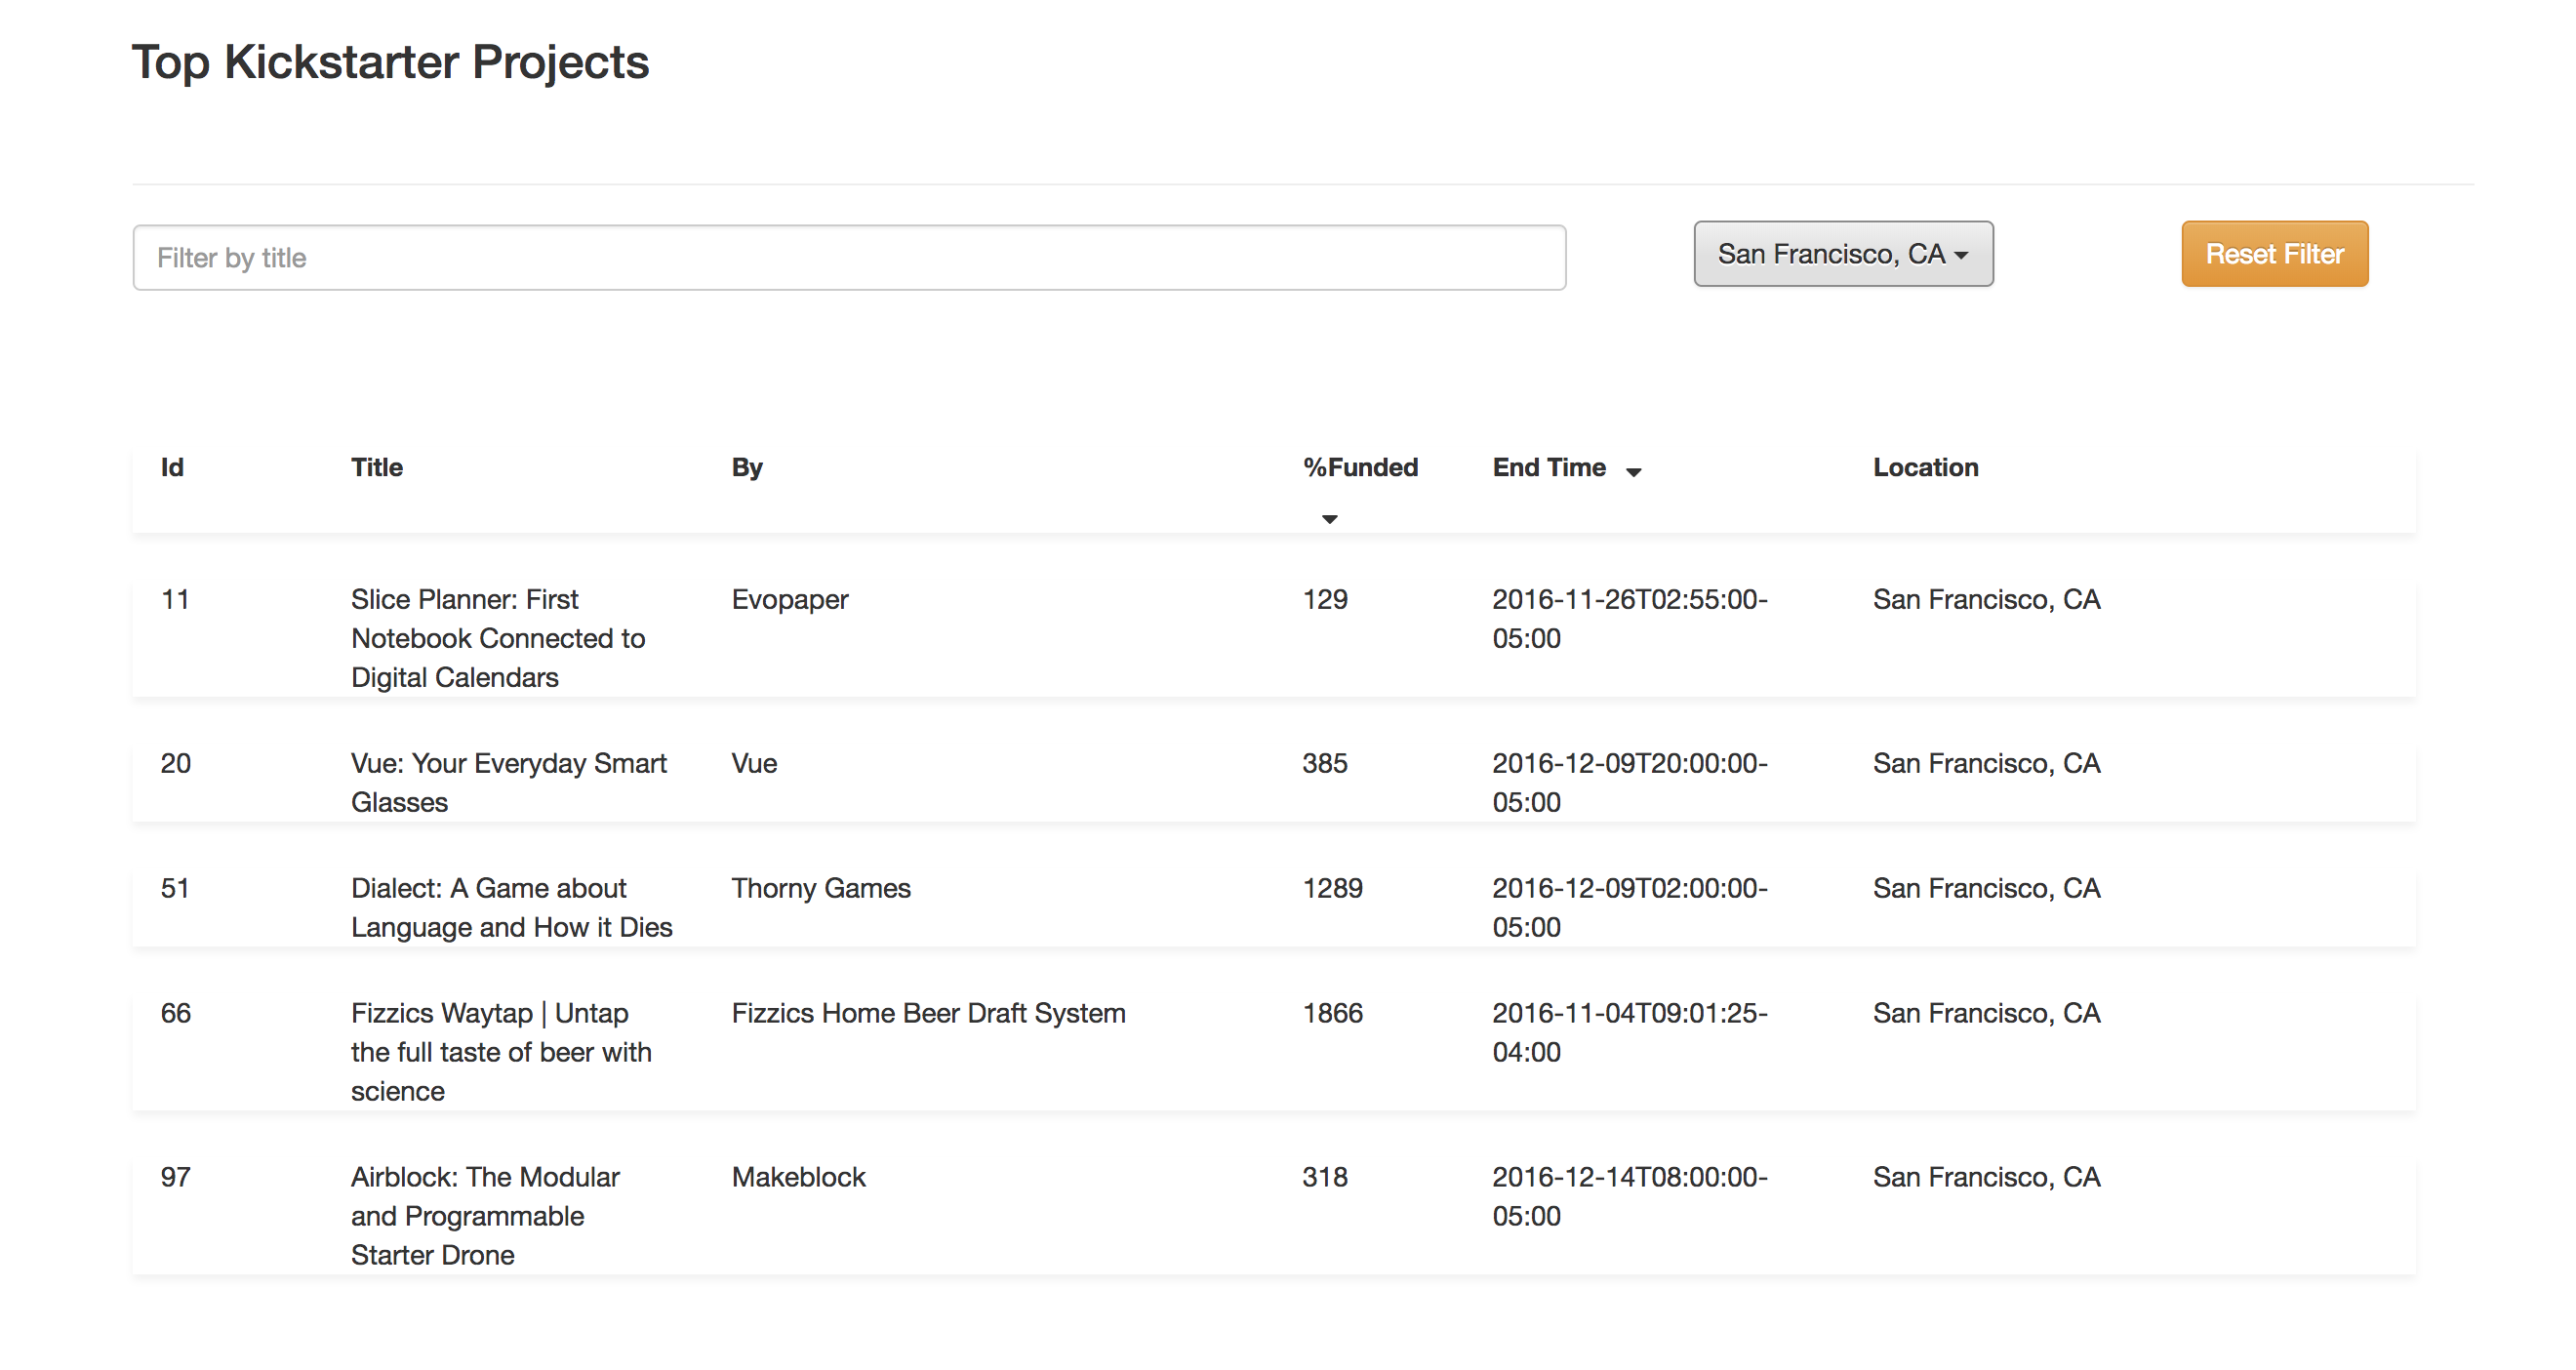 Top Kickstarter Projects
Filter by title
San Francisco, CA
Reset Filter
Id Title By %Funded End Time Location
11 Slice Planner: First Evopaper 129 2016-11-26T02:55:00- San Francisco, CA
Notebook Connected to 05:00
Digital Calendars
20 Vue: Your Everyday Smart Vue 385 2016-12-09T20:00:00- San Francisco, CA
Glasses 05:00
51 Dialect: A Game about Thorny Games 1289 2016-12-09T02:00:00- San Francisco, CA
Language and How it Dies 05:00
66 Fizzics Waytap | Untap Fizzics Home Beer Draft System 1866 2016-11-04T09:01:25- San Francisco, CA
the full taste of beer with 04:00
science
97 Airblock: The Modular Makeblock 318 2016-12-14T08:00:00- San Francisco, CA
and Programmable 05:00
Starter Drone